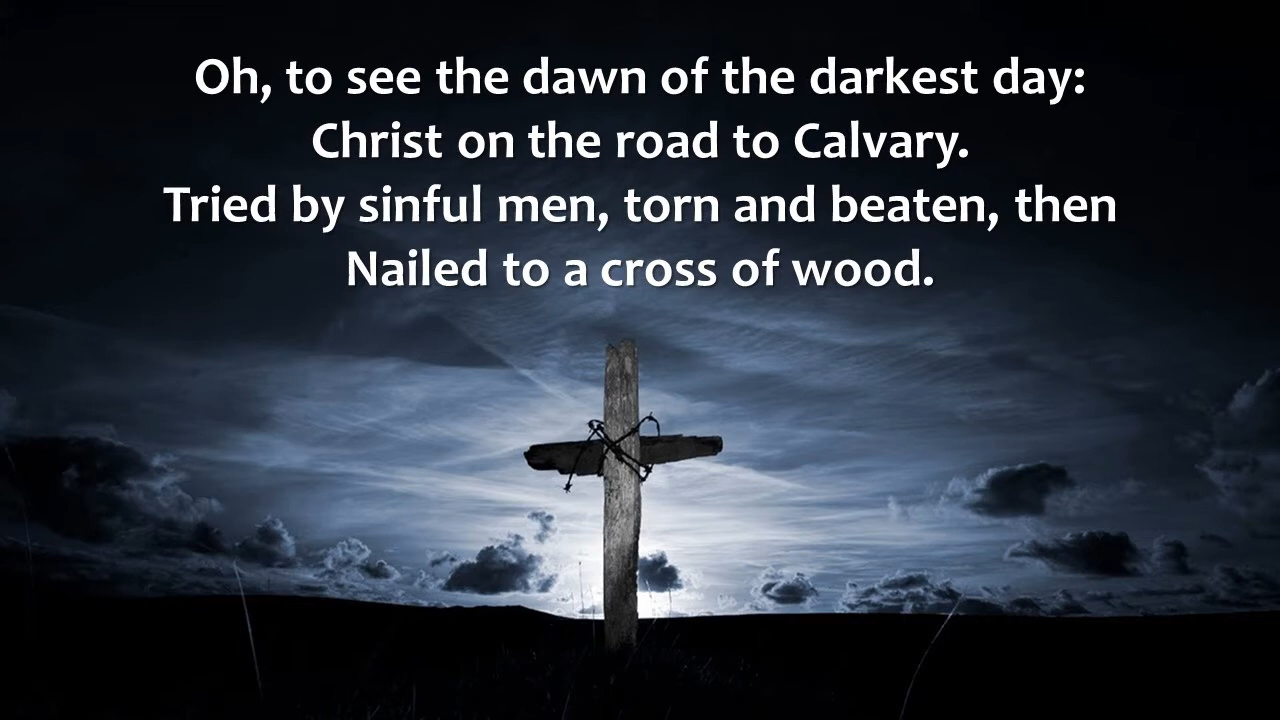 Oh, to see the dawn of the darkest day:
Christ on the road to Calvary.
Tried by sinful men, torn and beaten, then
Nailed to a cross of wood.